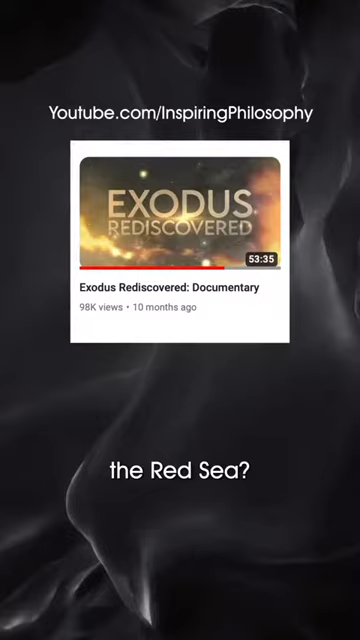 Youtube.com/InspiringPhilosophy
EXODUS
REDISCOVERED
53:35
Exodus Rediscovered: Documentary
98K views • 10 months ago
the Red Sea?